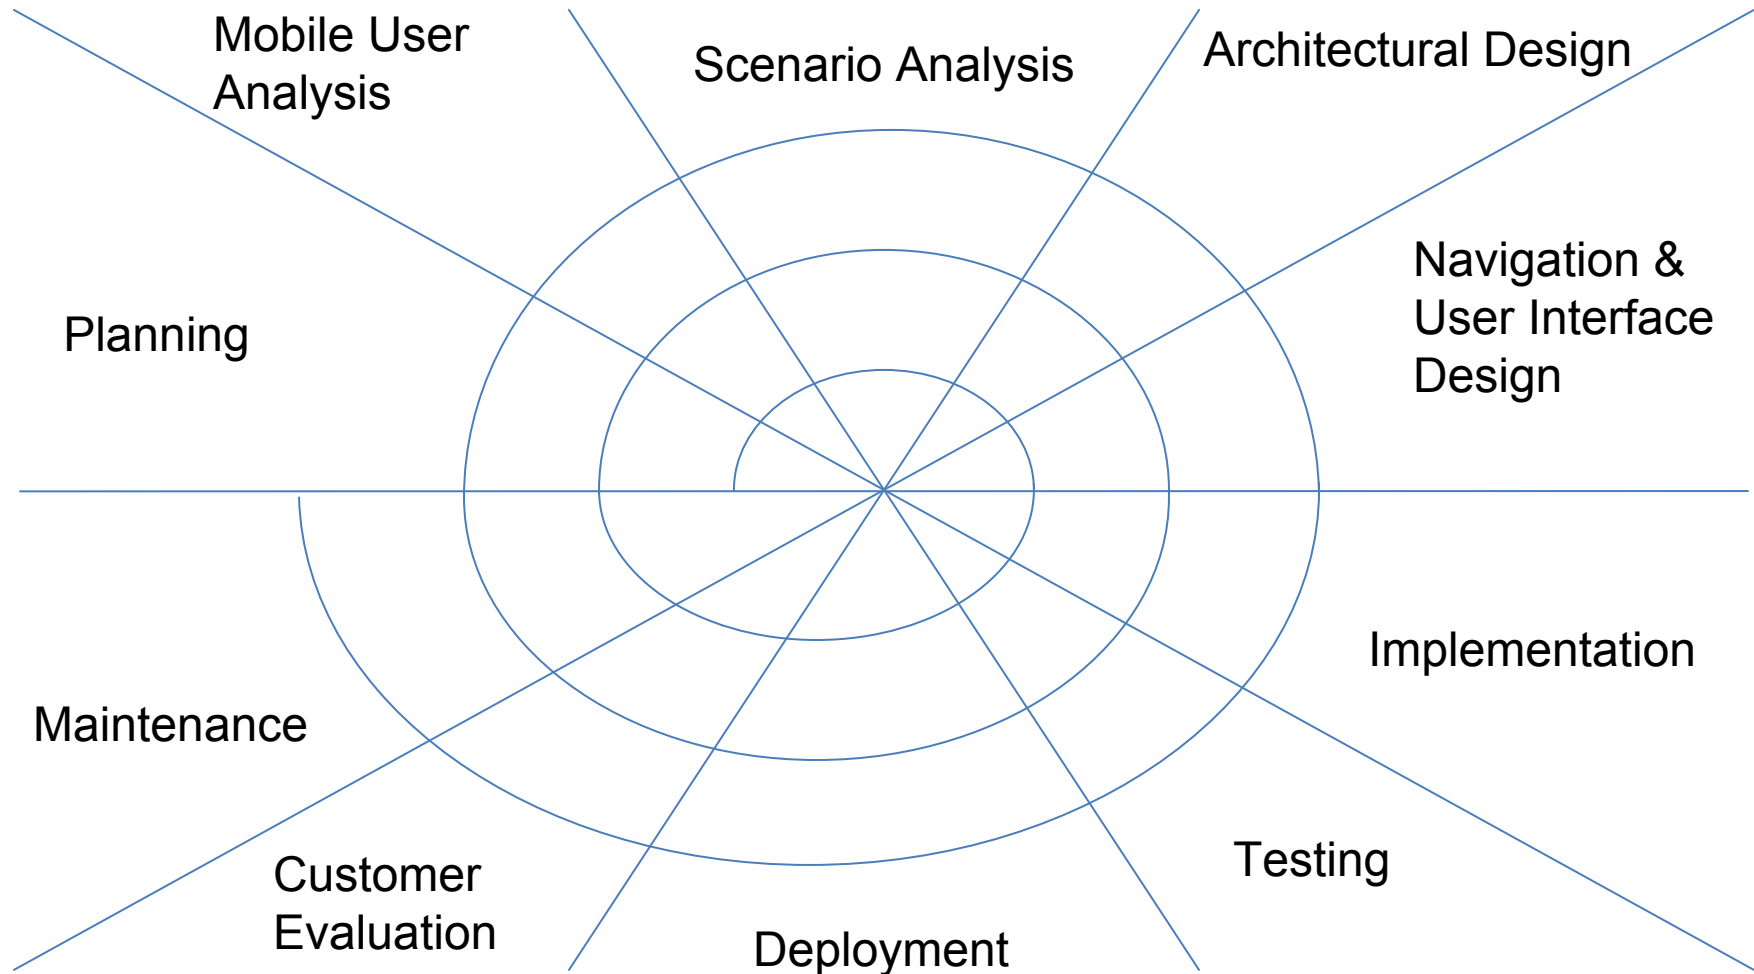 Mobile User
Analysis
Scenario Analysis
Architectural Design
Navigation &
User Interface
Design
Planning
Implementation
Maintenance
Testing
Customer
Evaluation
Deployment